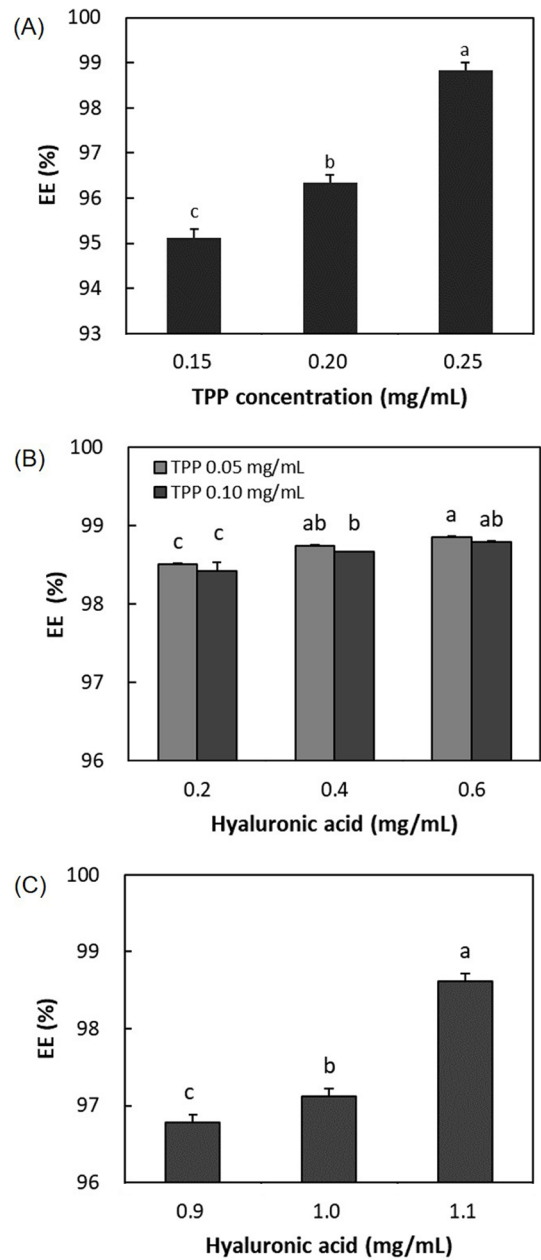 (A)
100
99
98
97
96
95
94
93
EE (%)
a
b
c
0.15 0.20 0.25
TPP concentration (mg/mL)
(B)
100
99
98
97
96
EE (%)
TPP 0.05 mg/mL
TPP 0.10 mg/mL
c c ab b a ab
0.2 0.4 0.6
Hyaluronic acid (mg/mL)
(C)
100
99
98
97
96
EE (%)
a
b
c
0.9 1.0 1.1
Hyaluronic acid (mg/mL)